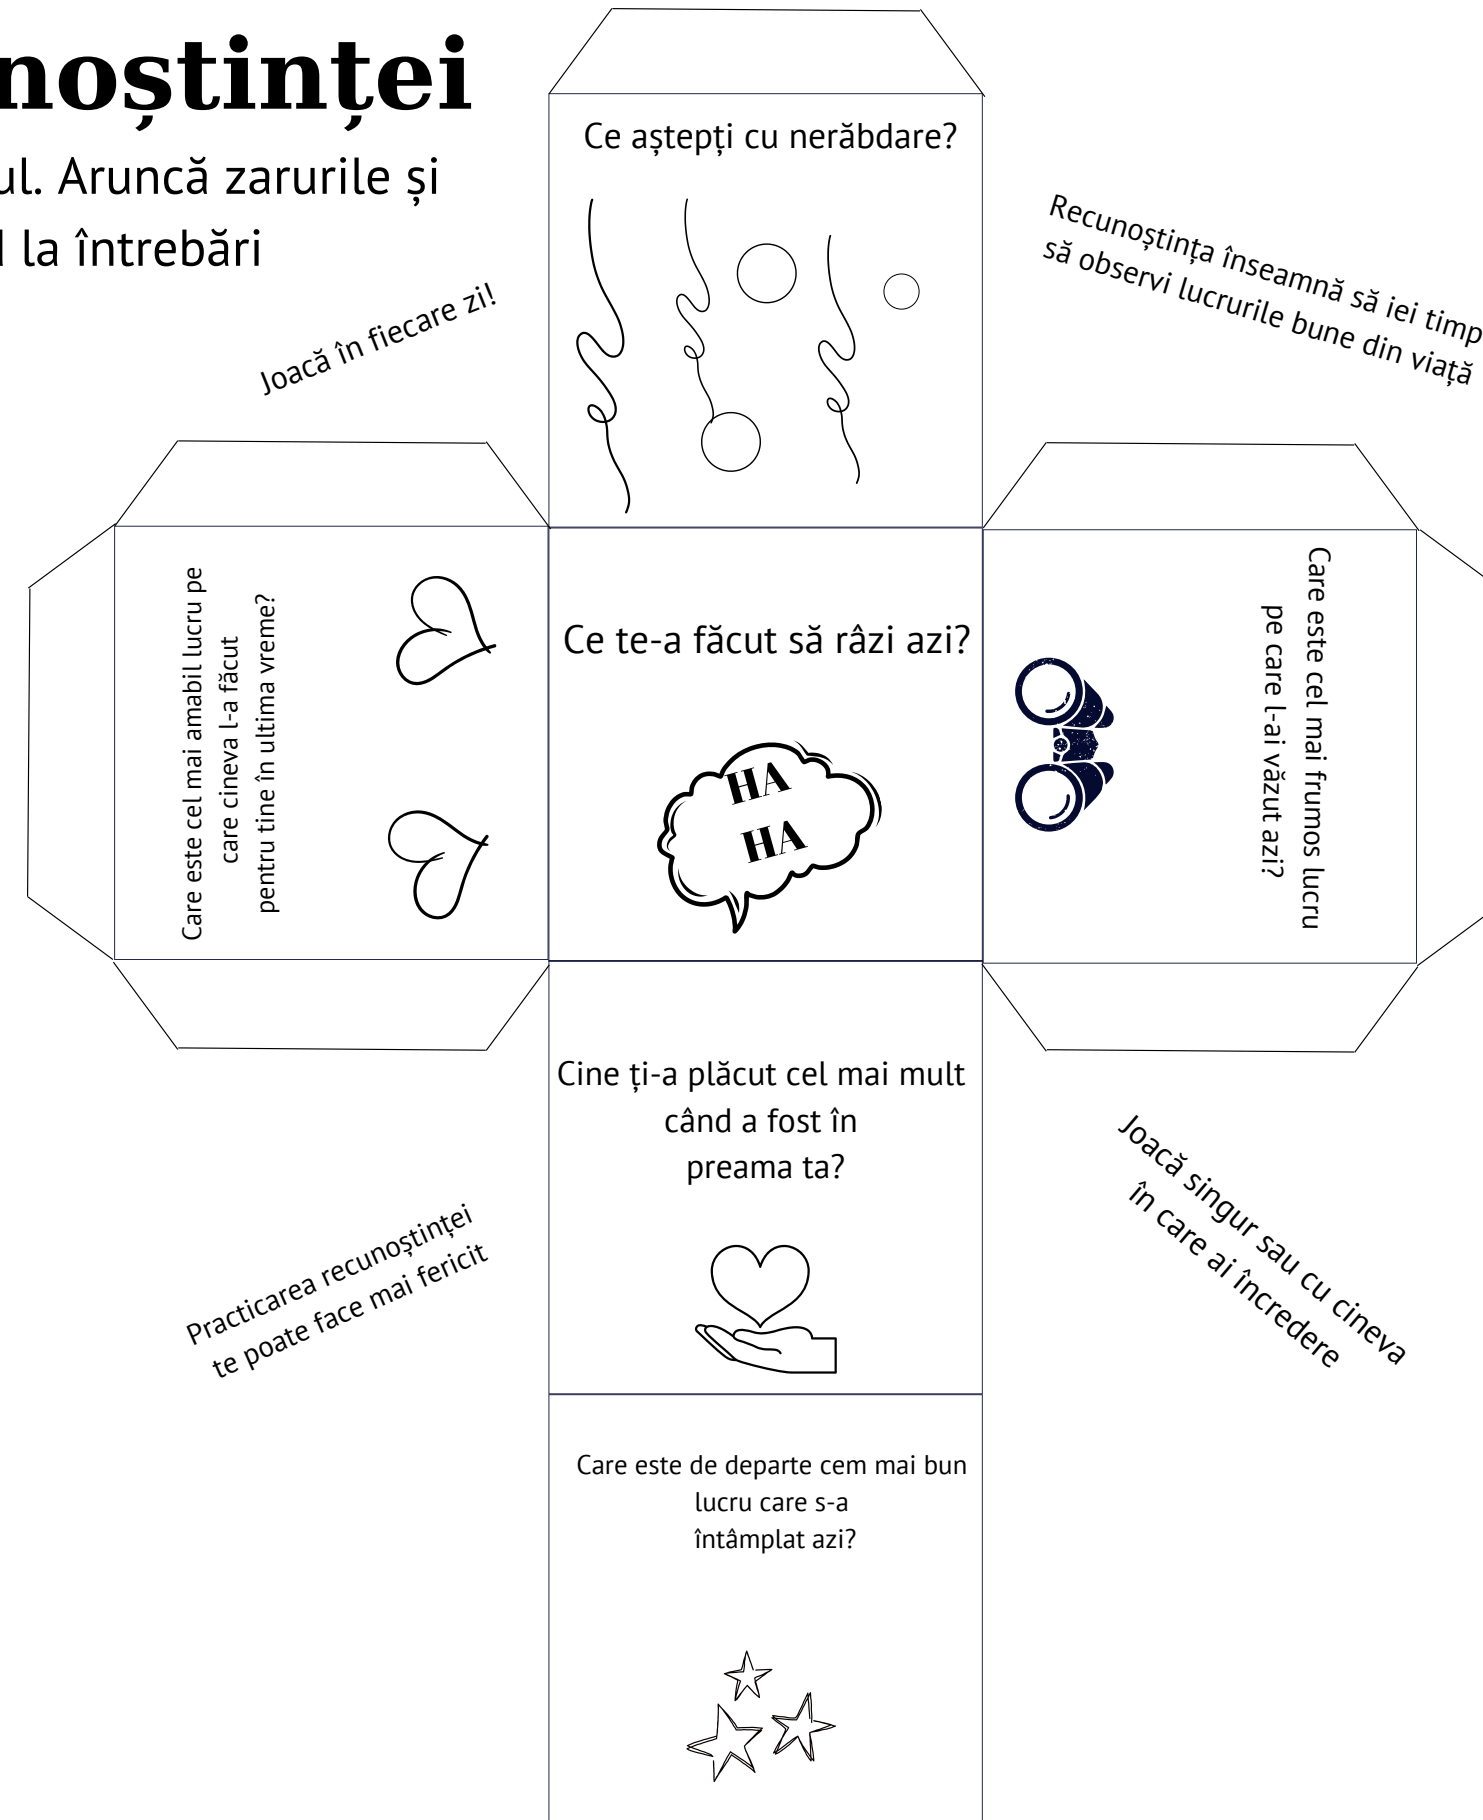 noștinței
ul. Aruncă zarurile și
la întrebări
Joacă în fiecare zi!
Ce aștepți cu nerăbdare?
Recunoștința înseamnă să iei timp
să observi lucrurile bune din viață
Care este cel mai amabil lucru pe
care cineva l-a făcut
pentru tine în ultima vreme?
Ce te-a făcut să râzi azi?
HA
HA
Care este cel mai frumos lucru
pe care l-ai văzut azi?
Cine ți-a plăcut cel mai mult
când a fost în
preama ta?
Practicarea recunoștinței
te poate face mai fericit
Joacă singur sau cu cineva
în care ai încredere
Care este de departe cem mai bun
lucru care s-a
întâmplat azi?